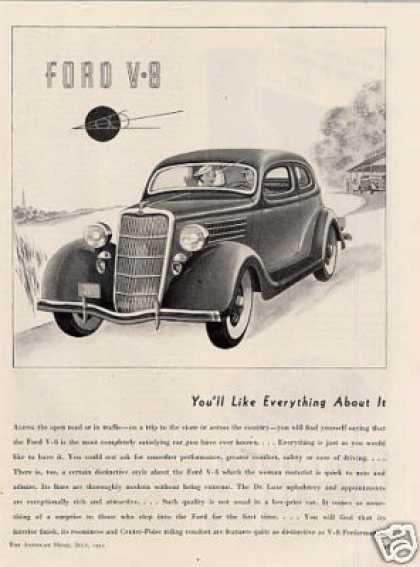 FORD V·8
You'll Like Everything About It
Across the open road or in traffic—on a trip to the store or across the country—you will find yourself saying that
the Ford V-8 is the most completely satisfying car you have ever known. . . . Everything is just as you would
like to have it. You could not ask for smoother performance, greater comfort, safety or ease of driving. . . .
There is, too, a certain distinctive style about the Ford V-8 which the woman motorist is quick to note and
admire. Its lines are thoroughly modern without being extreme. The De Luxe upholstery and appointments
are exceptionally rich and attractive. . . . Such quality is not usual in a low-price car. It comes as some-
thing of a surprise to those who step into the Ford for the first time. . . . You will find that its
interior finish, its roominess and Center-Poise riding comfort are features quite as distinctive as V-8 Performance.
The American Home, July,